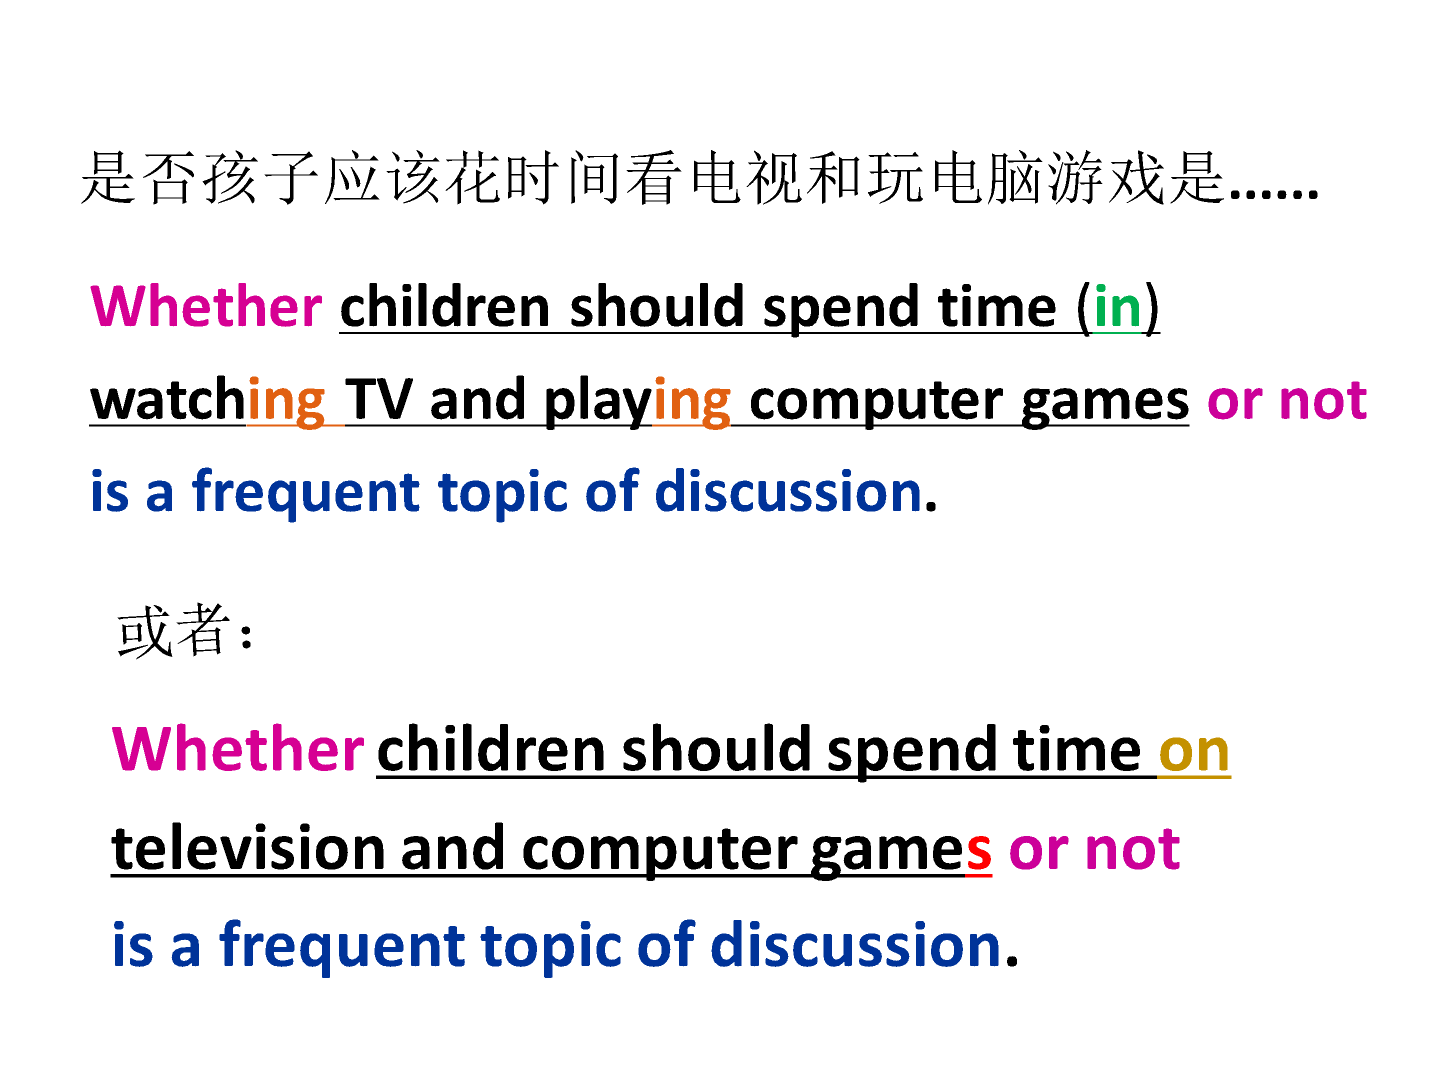 是否孩子应该花时间看电视和玩电脑游戏是......
Whether children should spend time (in)
watching TV and playing computer games or not
is a frequent topic of discussion.
或者：
Whether children should spend time on
television and computer games or not
is a frequent topic of discussion.